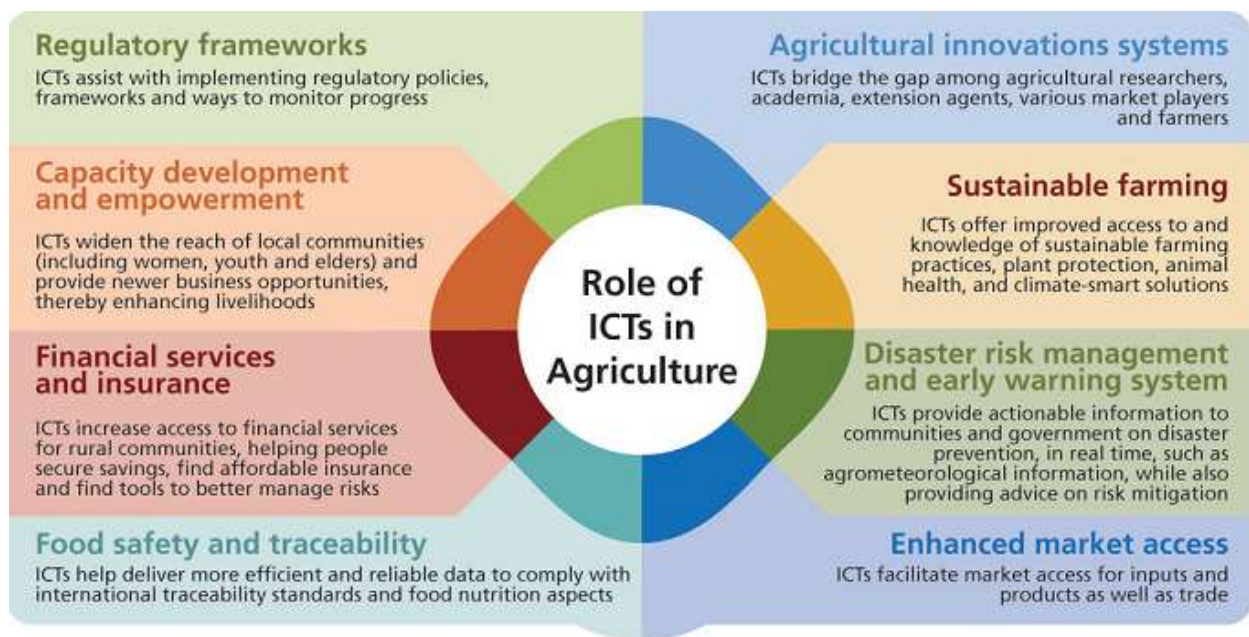 Regulatory frameworks
ICTs assist with implementing regulatory policies,
frameworks and ways to monitor progress
Capacity development
and empowerment
ICTs widen the reach of local communities
(including women, youth and elders) and
provide newer business opportunities,
thereby enhancing livelihoods
Financial services
and insurance
ICTs increase access to financial services
for rural communities, helping people
secure savings, find affordable insurance
and find tools to better manage risks
Food safety and traceability
ICTs help deliver more efficient and reliable data to comply with
international traceability standards and food nutrition aspects
Role of
ICTs in
Agriculture
Agricultural innovations systems
ICTs bridge the gap among agricultural researchers,
academia, extension agents, various market players
and farmers
Sustainable farming
ICTs offer improved access to and
knowledge of sustainable farming
practices, plant protection, animal
health, and climate-smart solutions
Disaster risk management
and early warning system
ICTs provide actionable information to
communities and government on disaster
prevention, in real time, such as
agrometeorological information, while also
providing advice on risk mitigation
Enhanced market access
ICTs facilitate market access for inputs and
products as well as trade